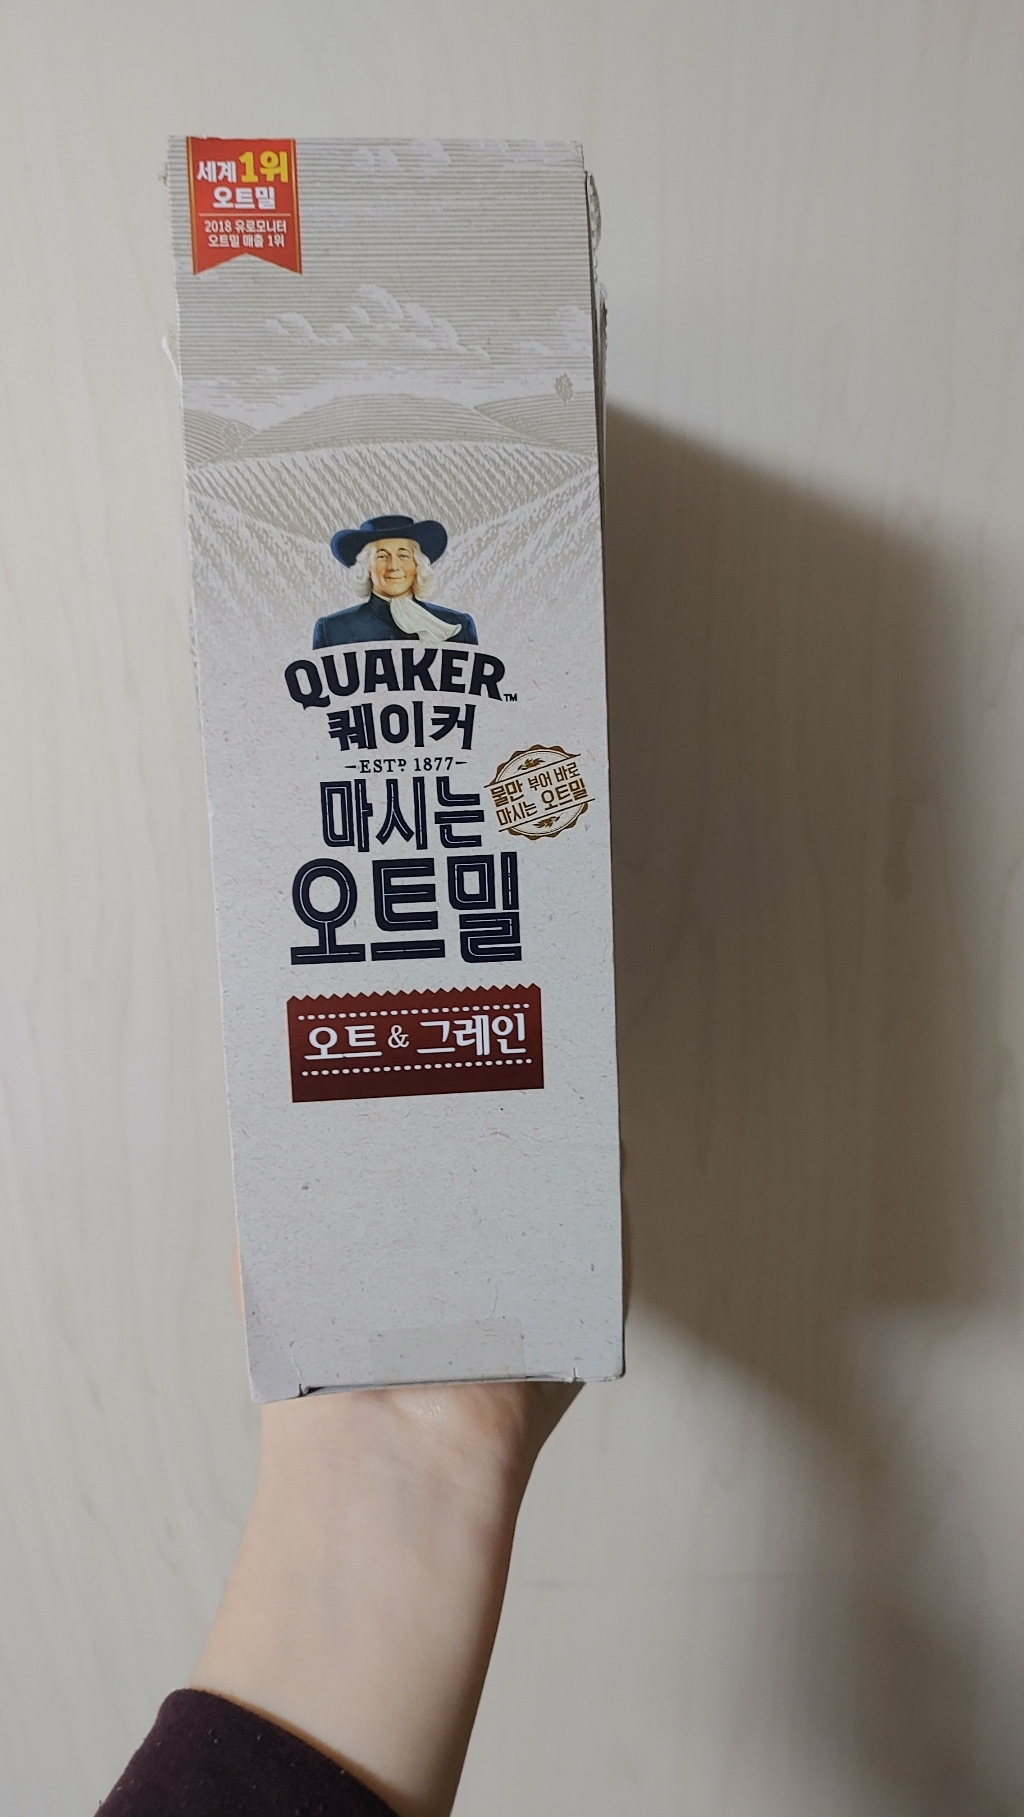 세계 1위
오트밀
2018 유로모니터
오트밀 매출 1위
QUAKER™
퀘이커
-ESTD 1877-
마시는
오트밀
물만 부어 바로
마시는 오트밀
오트 & 그레인